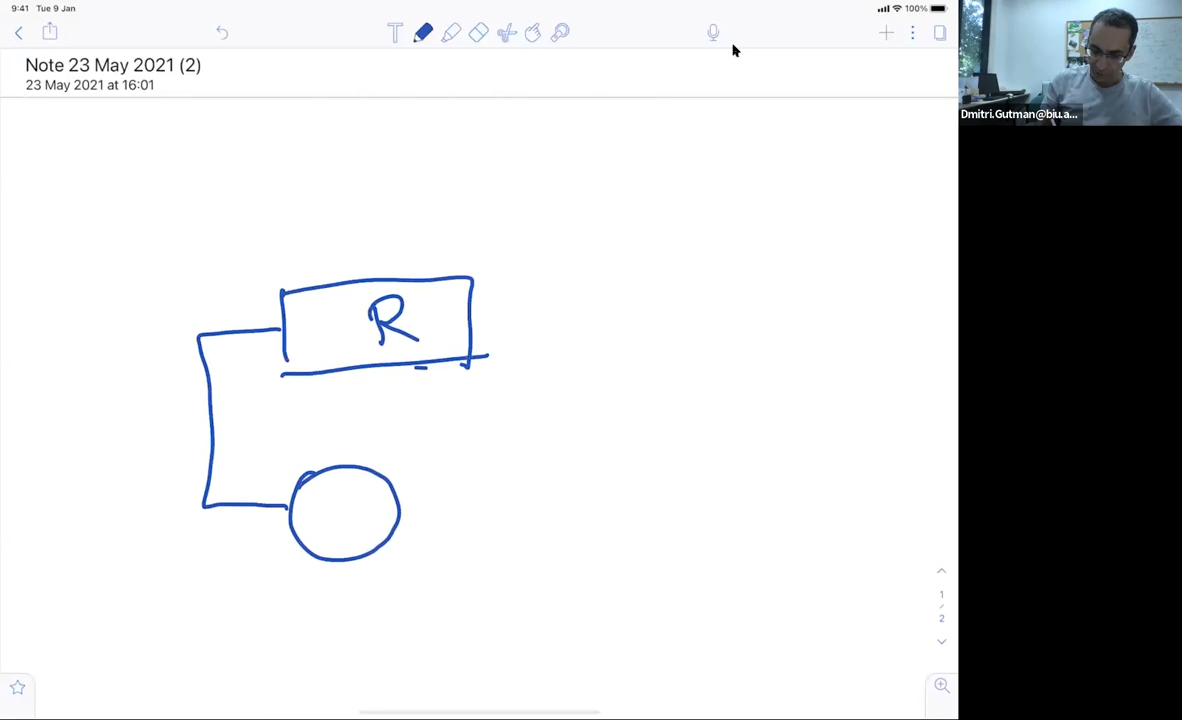 9:41 Tue 9 Jan
100%
T
Note 23 May 2021 (2)
23 May 2021 at 16:01
Dmitri.Gutman@biu.a...
R
1
/
2